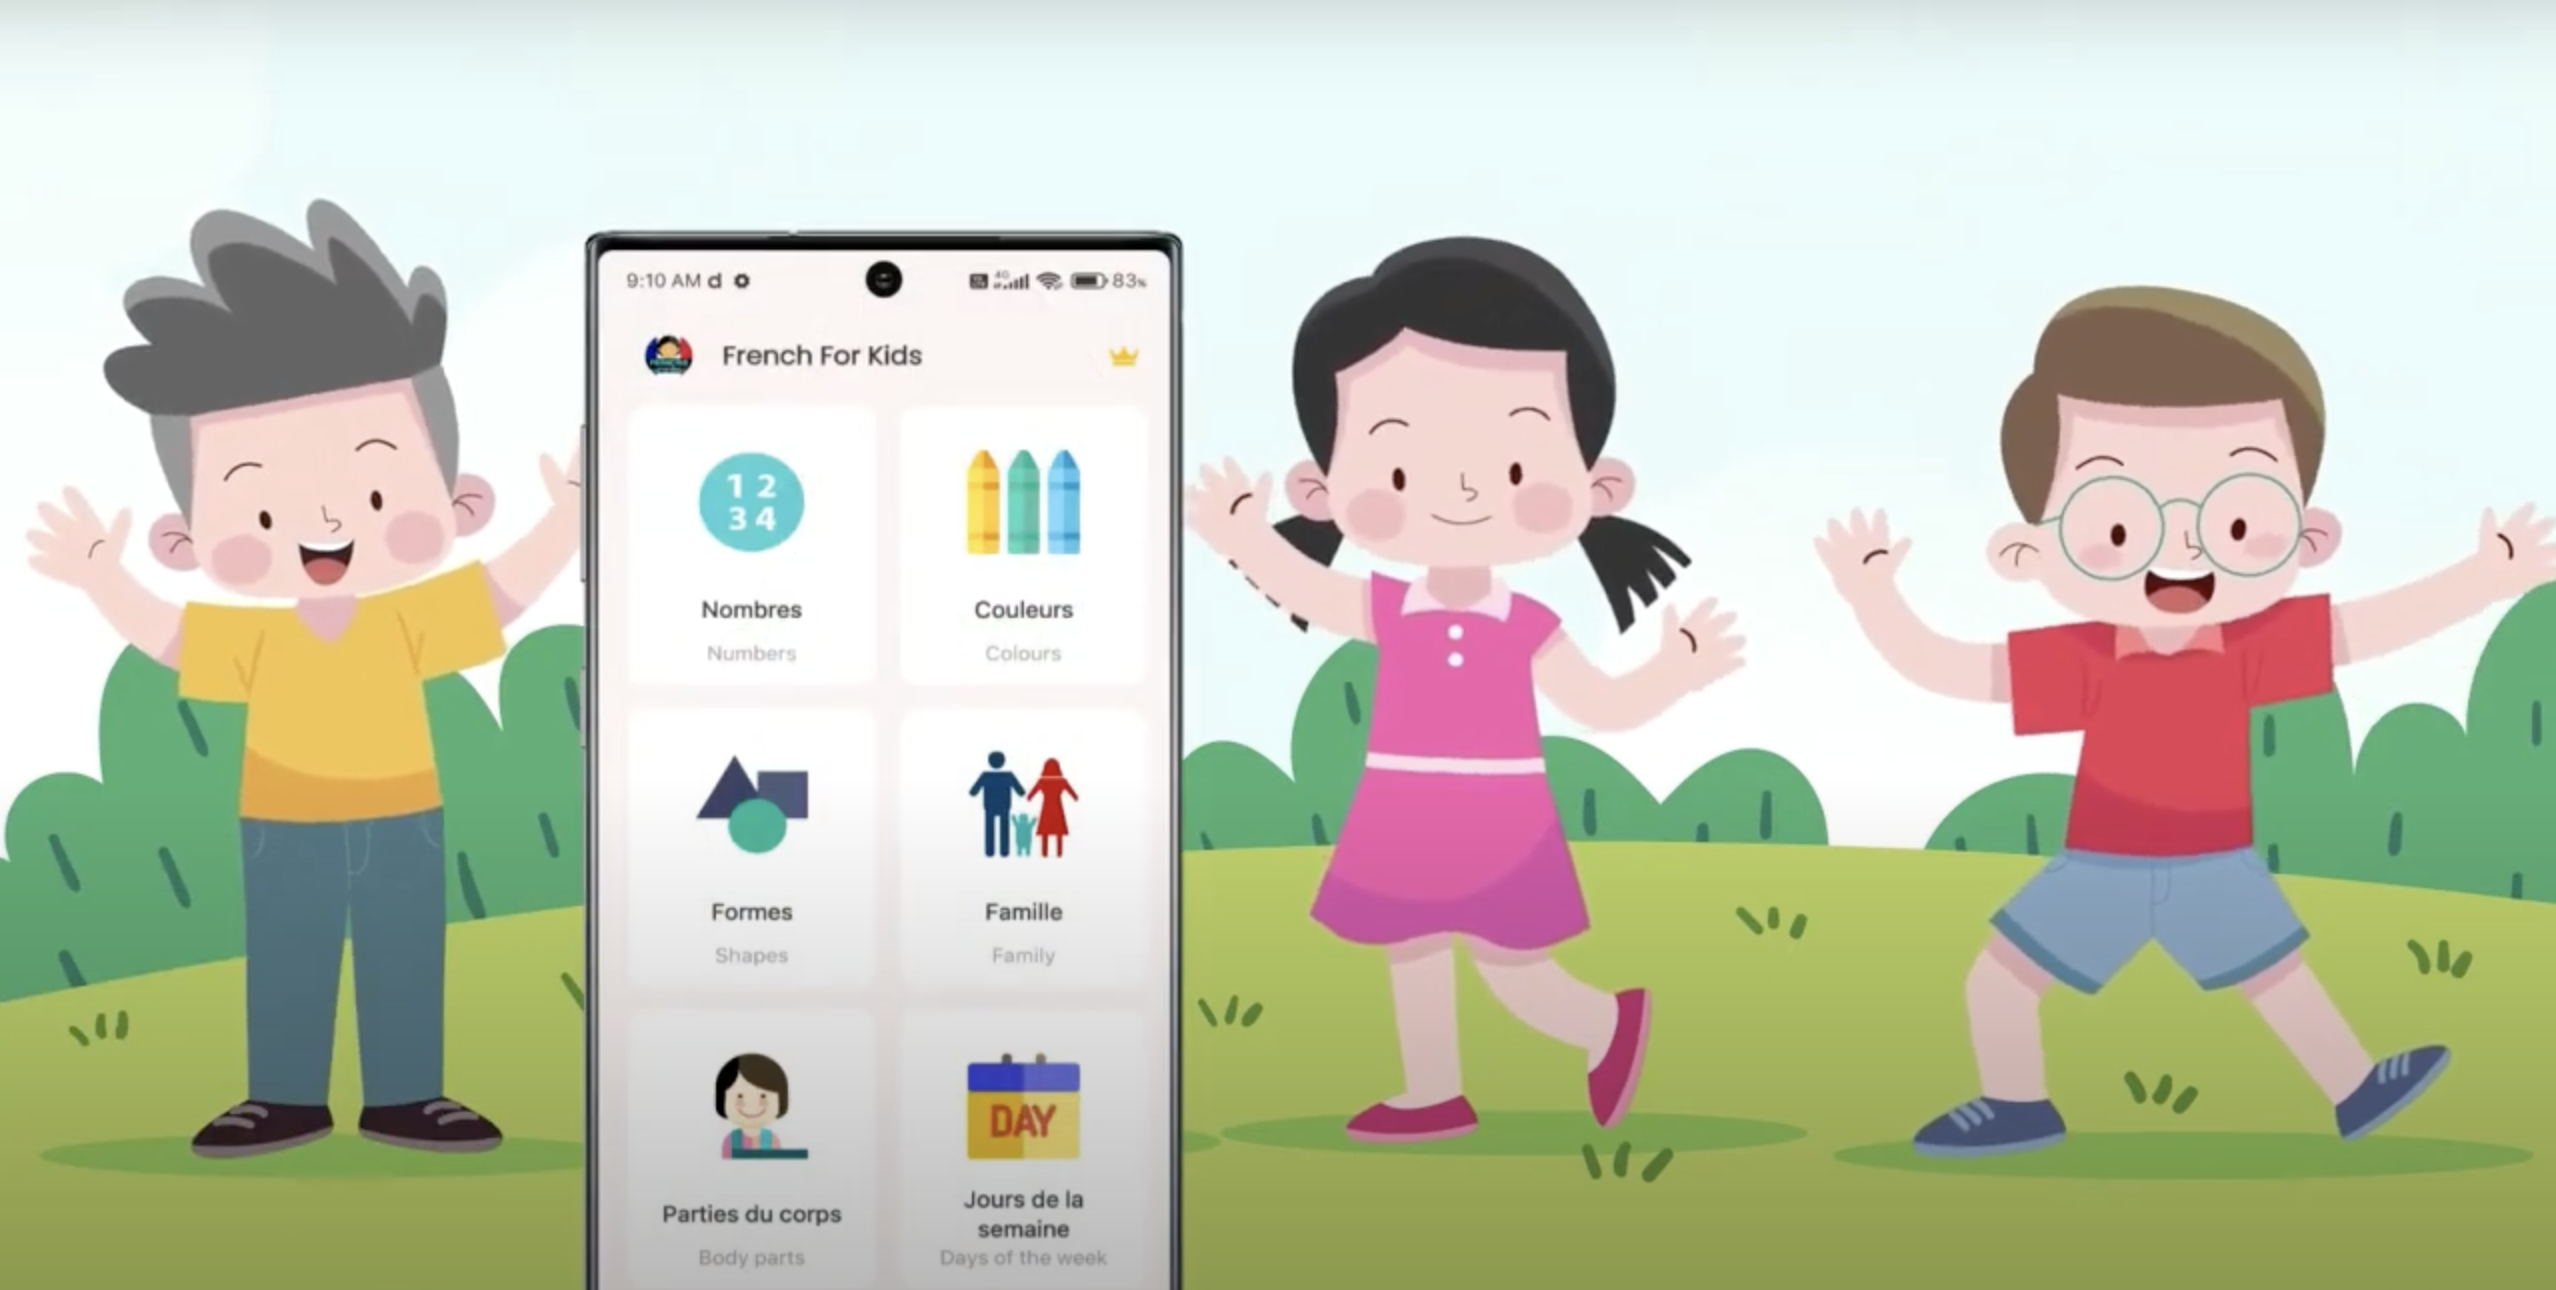 9:10 AM d
4G
83%
French For Kids
1 2
3 4
Nombres
Numbers
Couleurs
Colours
Formes
Shapes
Famille
Family
Parties du corps
Body parts
DAY
Jours de la
semaine
Days of the week